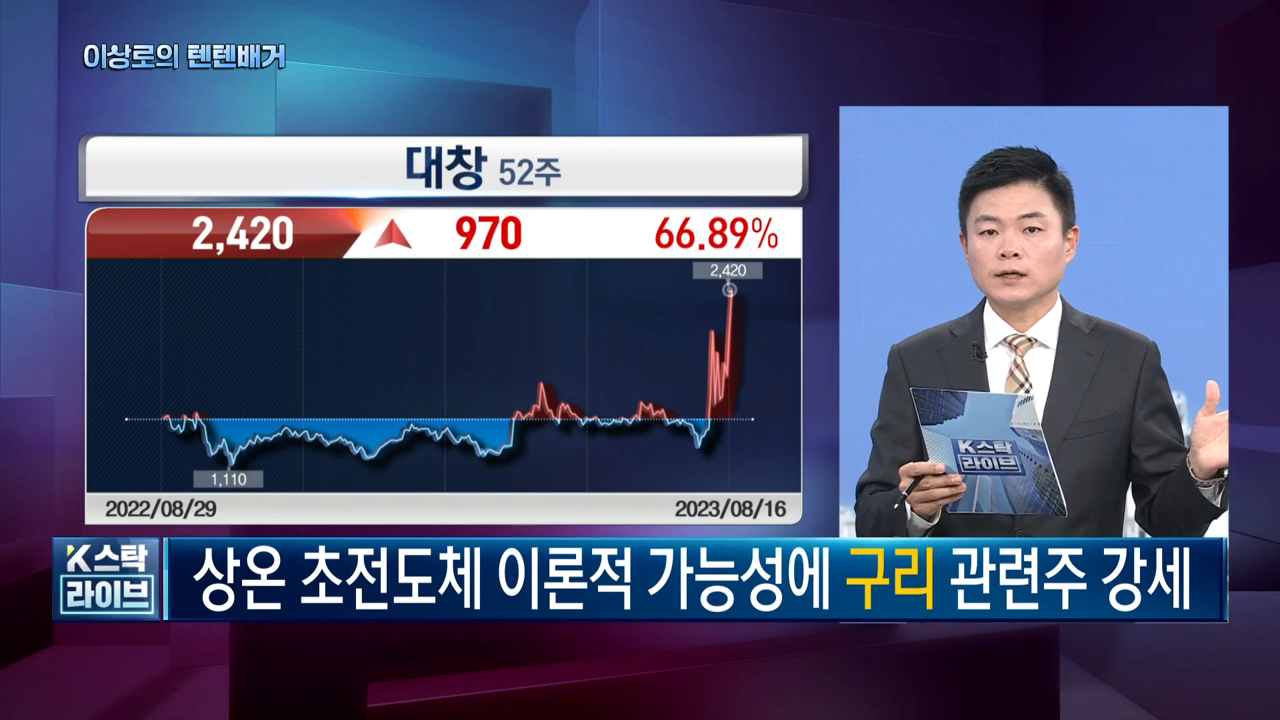 이상로의 텐텐배거
대창 52주
2,420 ▲ 970 66.89%
2,420
1,110
2022/08/29 2023/08/16
K스탁
라이브
K스탁
라이브
상온 초전도체 이론적 가능성에 구리 관련주 강세